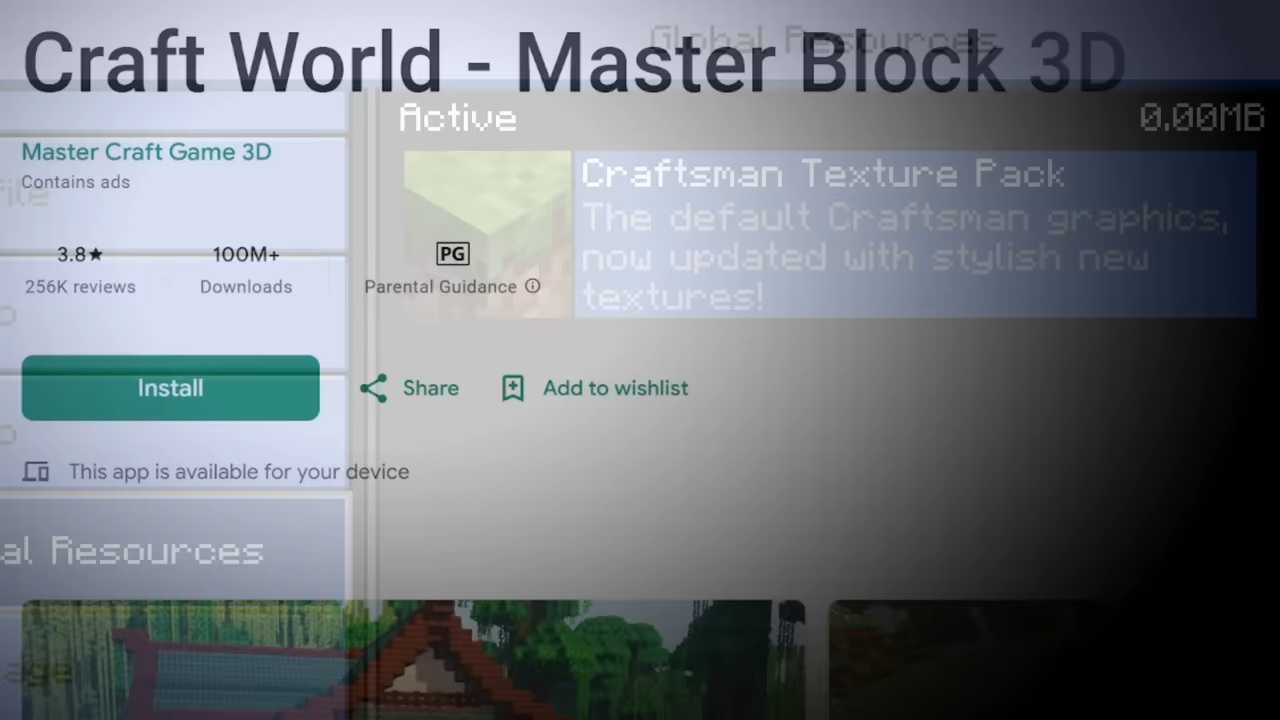 Global Resources
Craft World - Master Block 3D
Active
0.00MB
Master Craft Game 3D
Contains ads
Craftsman Texture Pack
The default Craftsman graphics,
now updated with stylish new
textures!
file
3.8★
100M+
PG
256K reviews
Downloads
Parental Guidance
Install
Share
Add to wishlist
This app is available for your device
al Resources
age